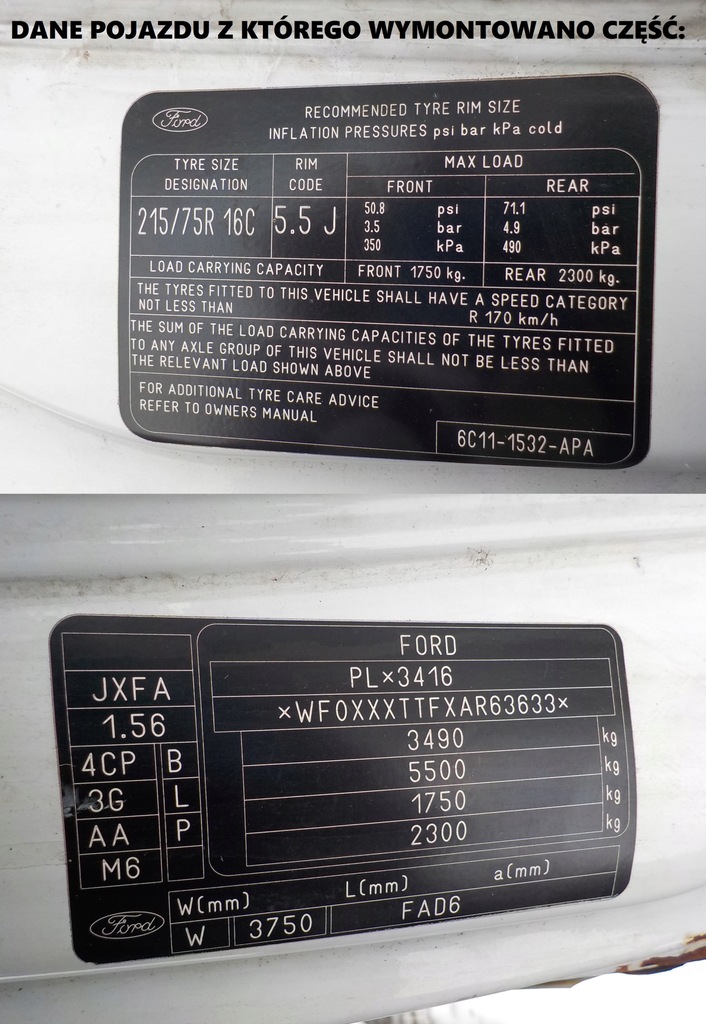 DANE POJAZDU Z KTÓREGO WYMONTOWANO CZĘŚĆ:
Ford
RECOMMENDED TYRE RIM SIZE
INFLATION PRESSURES psi bar kPa cold
TYRE SIZE DESIGNATION
RIM CODE
MAX LOAD
FRONT
REAR
215/75R 16C
5.5 J
50.8 psi
3.5 bar
350 kPa
71.1 psi
4.9 bar
490 kPa
LOAD CARRYING CAPACITY FRONT 1750 kg. REAR 2300 kg.
THE TYRES FITTED TO THIS VEHICLE SHALL HAVE A SPEED CATEGORY
NOT LESS THAN R 170 km/h
THE SUM OF THE LOAD CARRYING CAPACITIES OF THE TYRES FITTED
TO ANY AXLE GROUP OF THIS VEHICLE SHALL NOT BE LESS THAN
THE RELEVANT LOAD SHOWN ABOVE
FOR ADDITIONAL TYRE CARE ADVICE
REFER TO OWNERS MANUAL
6C11-1532-APA
FORD
PL×3416
×WF0XXXTTFXAR63633×
3490 kg
5500 kg
1750 kg
2300 kg
JXFA
1.56
4CP B
3G L
AA P
M6
Ford
W(mm) L(mm) a(mm)
W 3750 FAD6